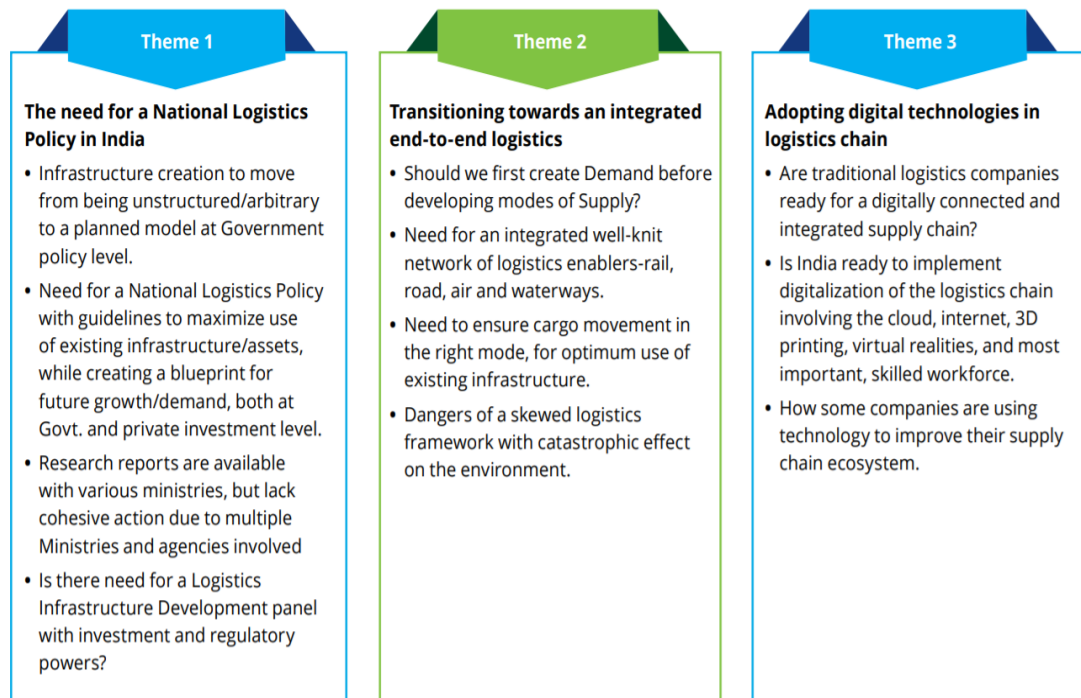 Theme 1
The need for a National Logistics
Policy in India
• Infrastructure creation to move
from being unstructured/arbitrary
to a planned model at Government
policy level.
• Need for a National Logistics Policy
with guidelines to maximize use
of existing infrastructure/assets,
while creating a blueprint for
future growth/demand, both at
Govt. and private investment level.
• Research reports are available
with various ministries, but lack
cohesive action due to multiple
Ministries and agencies involved
• Is there need for a Logistics
Infrastructure Development panel
with investment and regulatory
powers?
Theme 2
Transitioning towards an integrated
end-to-end logistics
• Should we first create Demand before
developing modes of Supply?
• Need for an integrated well-knit
network of logistics enablers-rail,
road, air and waterways.
• Need to ensure cargo movement in
the right mode, for optimum use of
existing infrastructure.
• Dangers of a skewed logistics
framework with catastrophic effect
on the environment.
Theme 3
Adopting digital technologies in
logistics chain
• Are traditional logistics companies
ready for a digitally connected and
integrated supply chain?
• Is India ready to implement
digitalization of the logistics chain
involving the cloud, internet, 3D
printing, virtual realities, and most
important, skilled workforce.
• How some companies are using
technology to improve their supply
chain ecosystem.